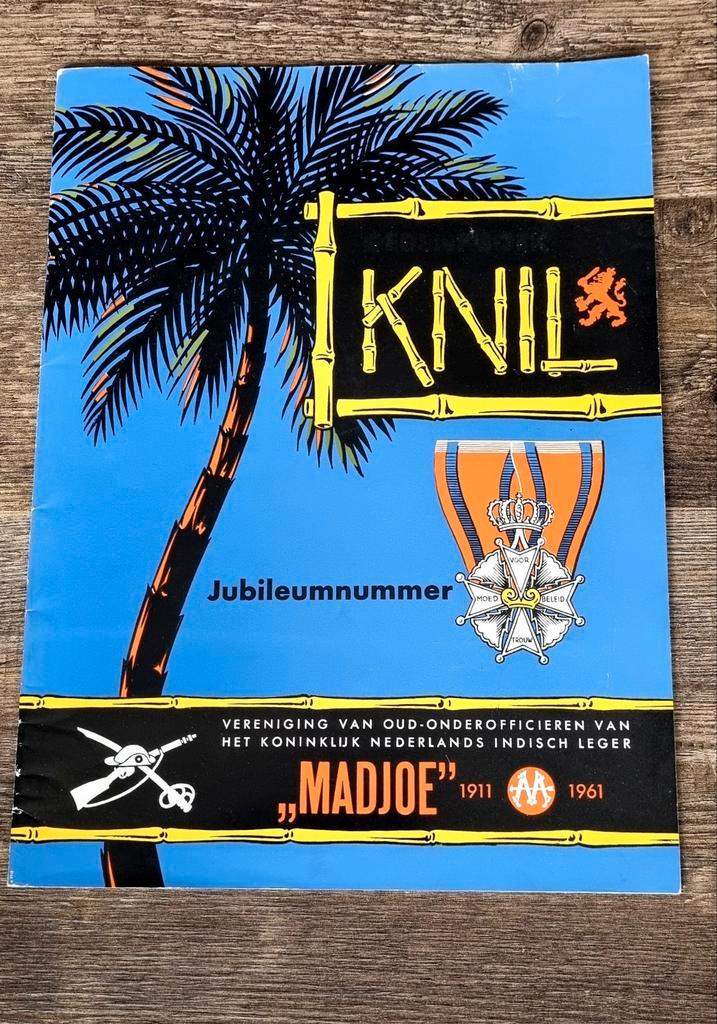 KNIL
VOOR
MOED BELEID
TROUW
Jubileumnummer
VERENIGING VAN OUD-ONDEROFFICIEREN VAN
HET KONINKLIJK NEDERLANDS INDISCH LEGER
„MADJOE” 1911 1961